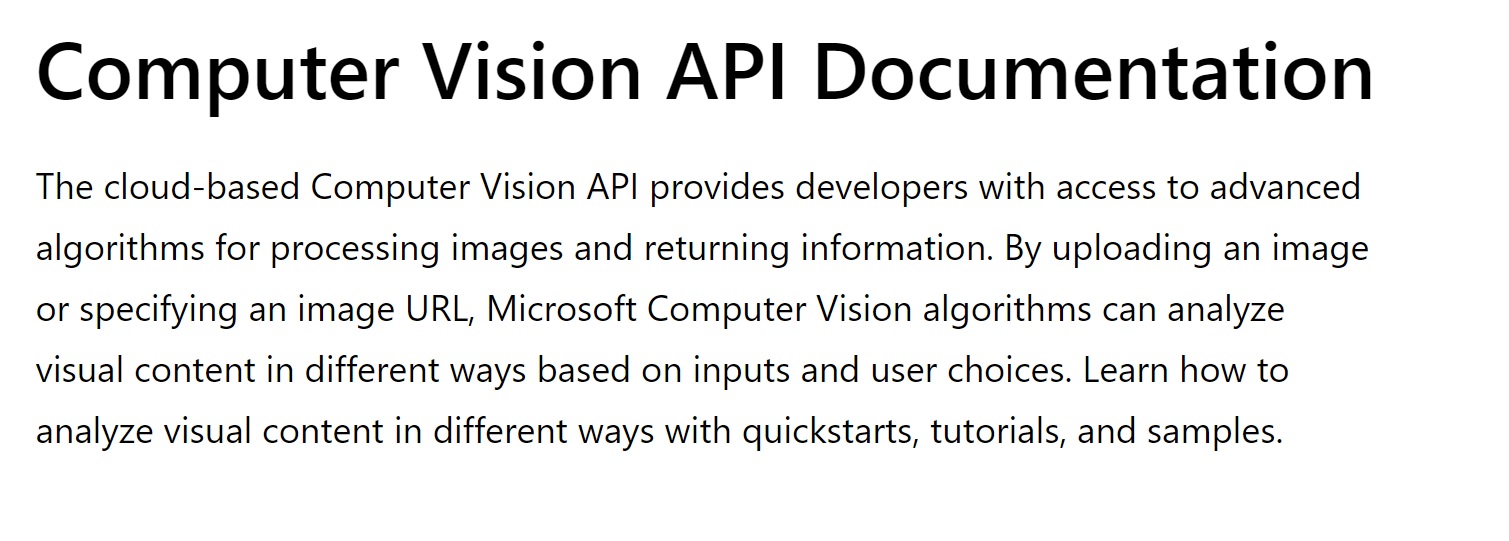 Computer Vision API Documentation
The cloud-based Computer Vision API provides developers with access to advanced
algorithms for processing images and returning information. By uploading an image
or specifying an image URL, Microsoft Computer Vision algorithms can analyze
visual content in different ways based on inputs and user choices. Learn how to
analyze visual content in different ways with quickstarts, tutorials, and samples.